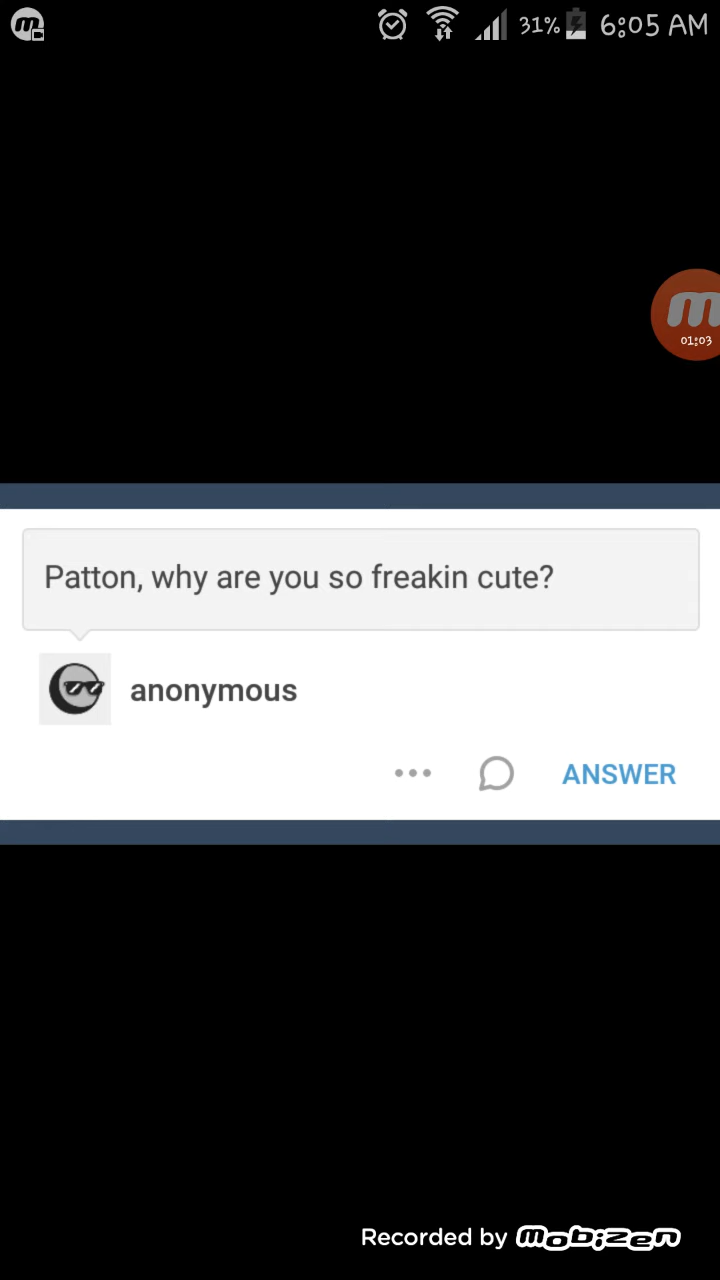 31% 6:05 AM
m
01:03
Patton, why are you so freakin cute?
anonymous
ANSWER
Recorded by mobizen